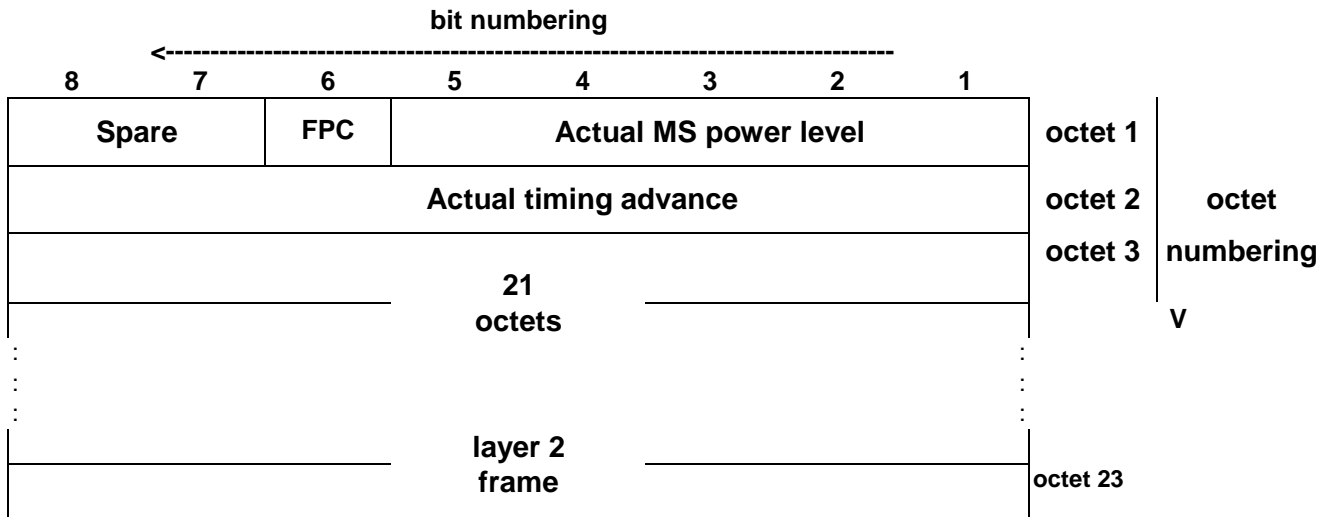 bit numbering
<--------------------------------------------------------------------------------
8 7 6 5 4 3 2 1
Spare FPC Actual MS power level octet 1
Actual timing advance octet 2 octet
octet 3 numbering
21
octets V
: :
: :
: :
layer 2
frame octet 23